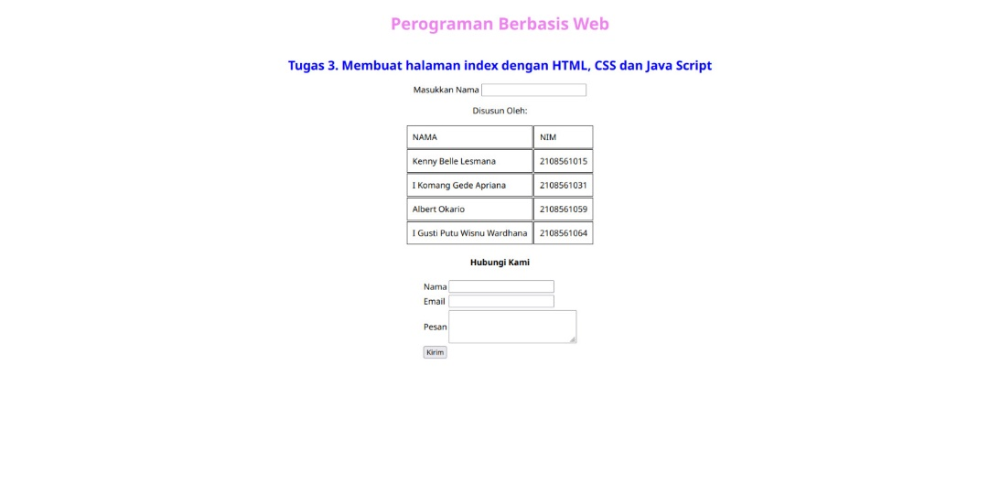 Perograman Berbasis Web
Tugas 3. Membuat halaman index dengan HTML, CSS dan Java Script
Masukkan Nama
Disusun Oleh:
NAMA NIM
Kenny Belle Lesmana 2108561015
I Komang Gede Apriana 2108561031
Albert Okario 2108561059
I Gusti Putu Wisnu Wardhana 2108561064
Hubungi Kami
Nama
Email
Pesan
Kirim